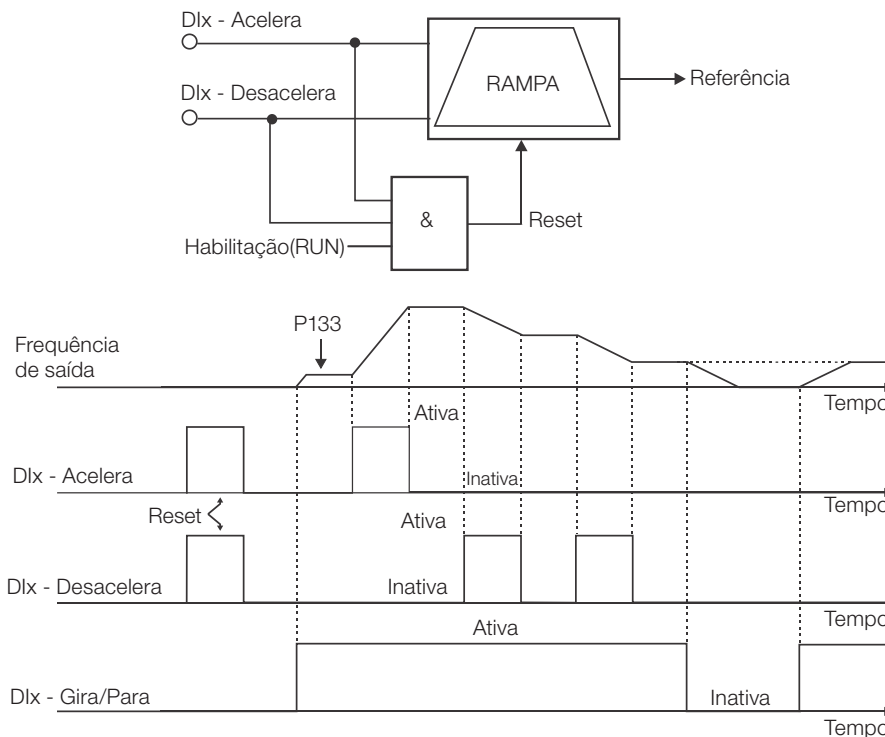 DIx - Acelera
DIx - Desacelera
RAMPA
Referência
&
Reset
Habilitação(RUN)
P133
Frequência
de saída
Tempo
Ativa
DIx - Acelera
Inativa
Tempo
Reset
Ativa
DIx - Desacelera
Inativa
Tempo
Ativa
DIx - Gira/Para
Inativa
Tempo